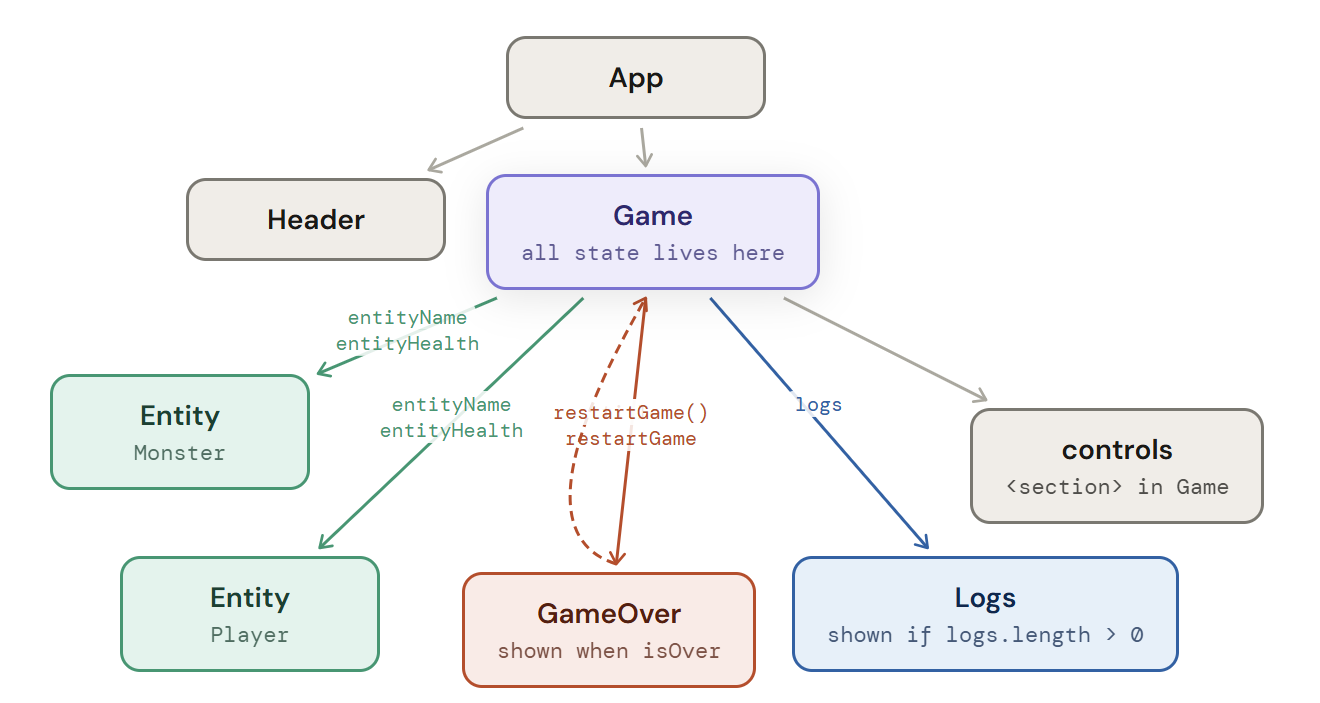 App
Header
Game
all state lives here
entityName
entityHealth
Entity
Monster
entityName
entityHealth
restartGame()
restartGame
logs
controls
<section> in Game
Entity
Player
GameOver
shown when isOver
Logs
shown if logs.length > 0